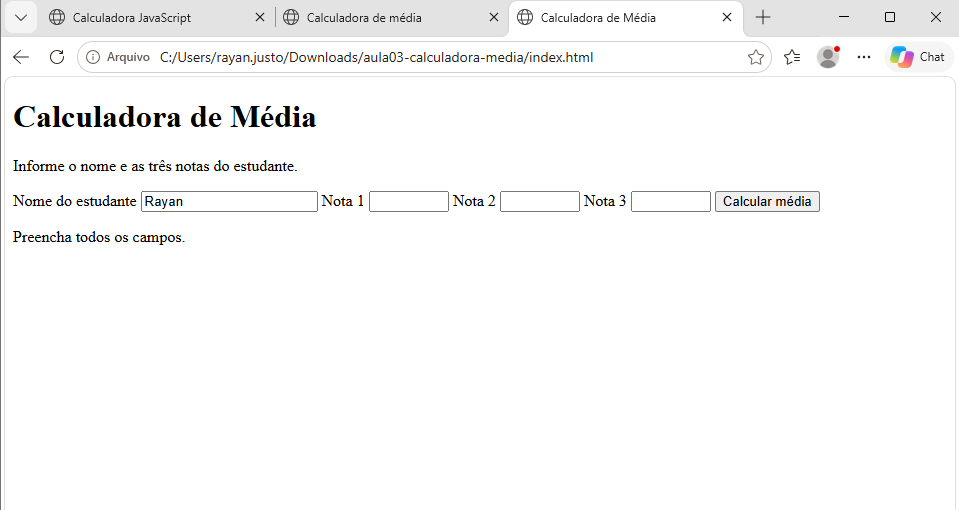 Calculadora JavaScript
Calculadora de média
Calculadora de Média
Arquivo C:/Users/rayan.justo/Downloads/aula03-calculadora-media/index.html
Chat
Calculadora de Média
Informe o nome e as três notas do estudante.
Nome do estudante Rayan Nota 1 Nota 2 Nota 3 Calcular média
Preencha todos os campos.